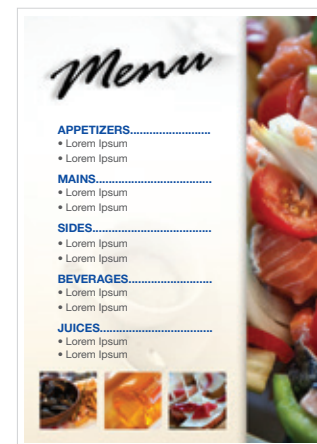 Menu
APPETIZERS.........................
• Lorem Ipsum
• Lorem Ipsum
MAINS....................................
• Lorem Ipsum
• Lorem Ipsum
SIDES.....................................
• Lorem Ipsum
• Lorem Ipsum
BEVERAGES..........................
• Lorem Ipsum
• Lorem Ipsum
JUICES...................................
• Lorem Ipsum
• Lorem Ipsum